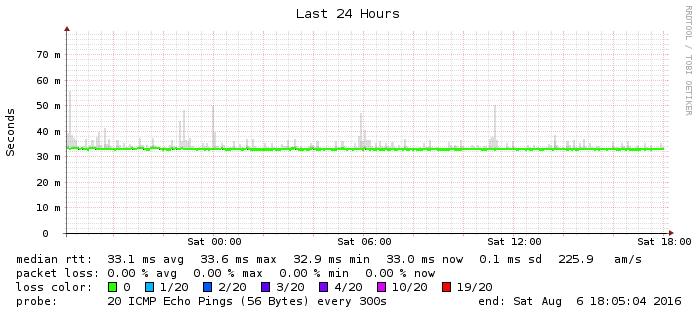 Last 24 Hours
RRDTOOL / TOBI OETIKER
Seconds
70 m
60 m
50 m
40 m
30 m
20 m
10 m
0
Sat 00:00 Sat 06:00 Sat 12:00 Sat 18:00
median rtt: 33.1 ms avg 33.6 ms max 32.9 ms min 33.0 ms now 0.1 ms sd 225.9 am/s
packet loss: 0.00 % avg 0.00 % max 0.00 % min 0.00 % now
loss color: 0 1/20 2/20 3/20 4/20 10/20 19/20
probe: 20 ICMP Echo Pings (56 Bytes) every 300s end: Sat Aug 6 18:05:04 2016